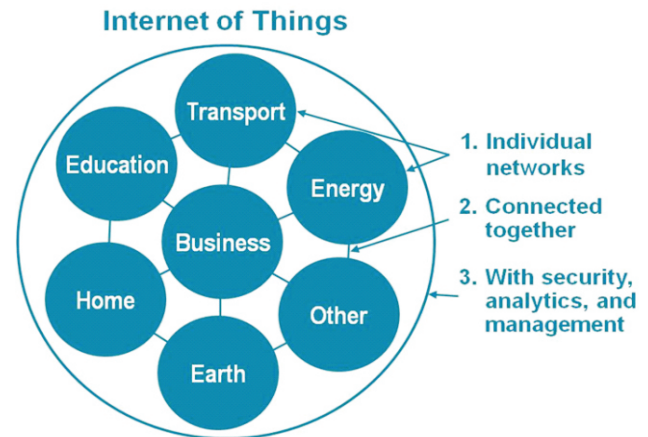 Internet of Things
Transport
Education
Energy
Business
Home
Other
Earth
1. Individual
networks
2. Connected
together
3. With security,
analytics, and
management